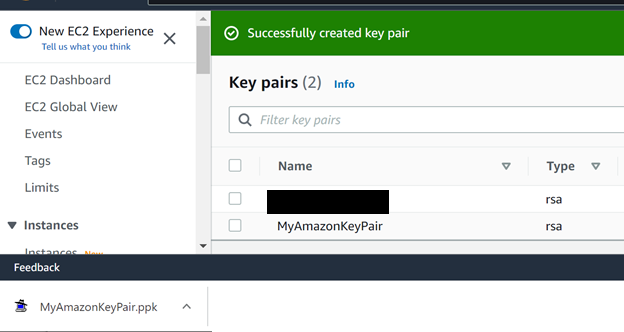 New EC2 Experience
Tell us what you think
EC2 Dashboard
EC2 Global View
Events
Tags
Limits
Instances
Instances New
Successfully created key pair
Key pairs (2) Info
Filter key pairs
Name Type
rsa
MyAmazonKeyPair rsa
Feedback
MyAmazonKeyPair.ppk